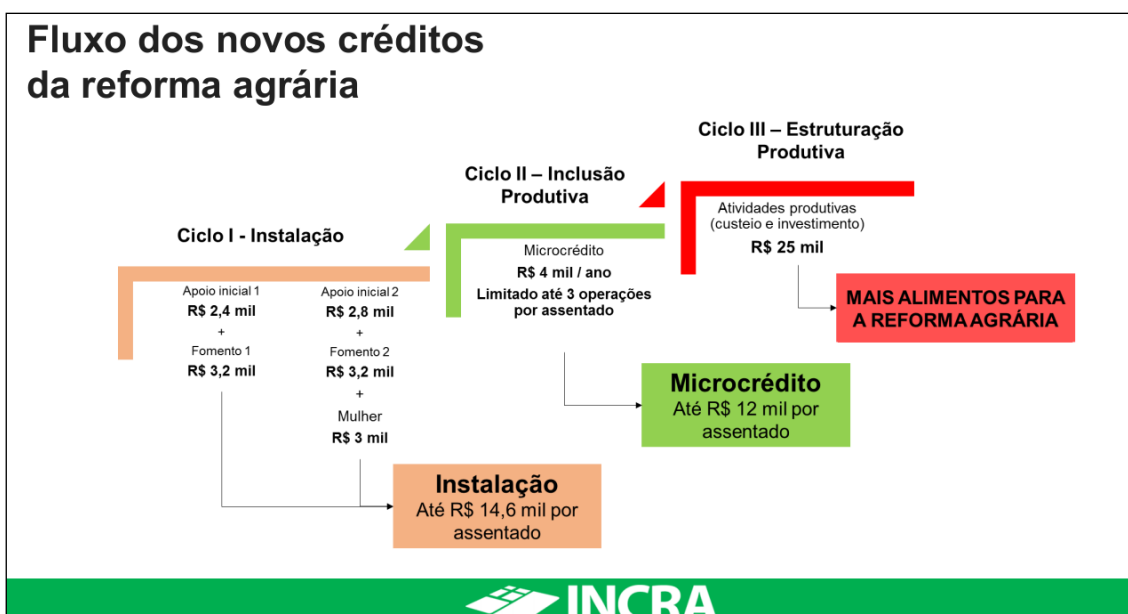 Fluxo dos novos créditos
da reforma agrária
Ciclo I - Instalação
Apoio inicial 1
R$ 2,4 mil
+
Fomento 1
R$ 3,2 mil
Apoio inicial 2
R$ 2,8 mil
+
Fomento 2
R$ 3,2 mil
+
Mulher
R$ 3 mil
Instalação
Até R$ 14,6 mil por
assentado
Ciclo II – Inclusão
Produtiva
Microcrédito
R$ 4 mil / ano
Limitado até 3 operações
por assentado
Microcrédito
Até R$ 12 mil por
assentado
Ciclo III – Estruturação
Produtiva
Atividades produtivas
(custeio e investimento)
R$ 25 mil
MAIS ALIMENTOS PARA
A REFORMA AGRÁRIA
INCRA